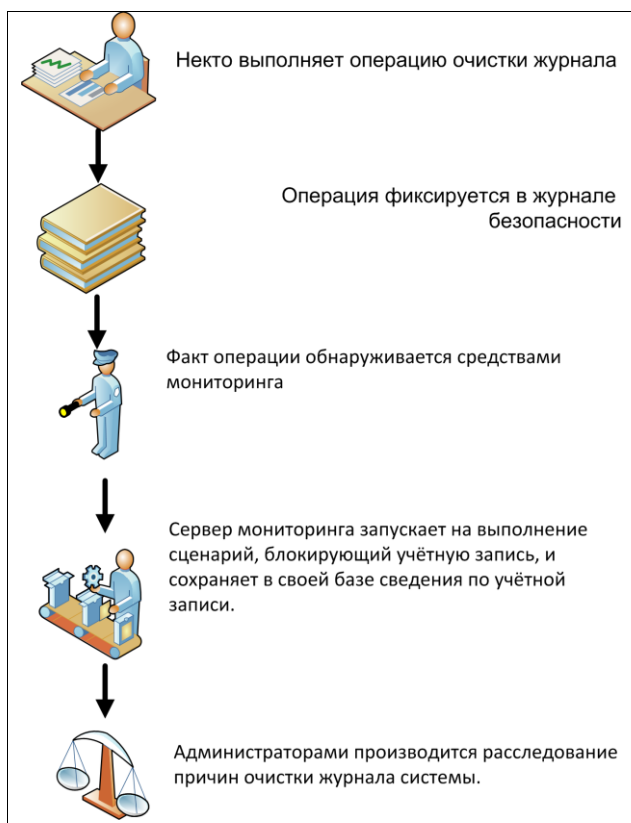 Некто выполняет операцию очистки журнала
Операция фиксируется в журнале
безопасности
Факт операции обнаруживается средствами
мониторинга
Сервер мониторинга запускает на выполнение
сценарий, блокирующий учётную запись, и
сохраняет в своей базе сведения по учётной
записи.
Администраторами производится расследование
причин очистки журнала системы.